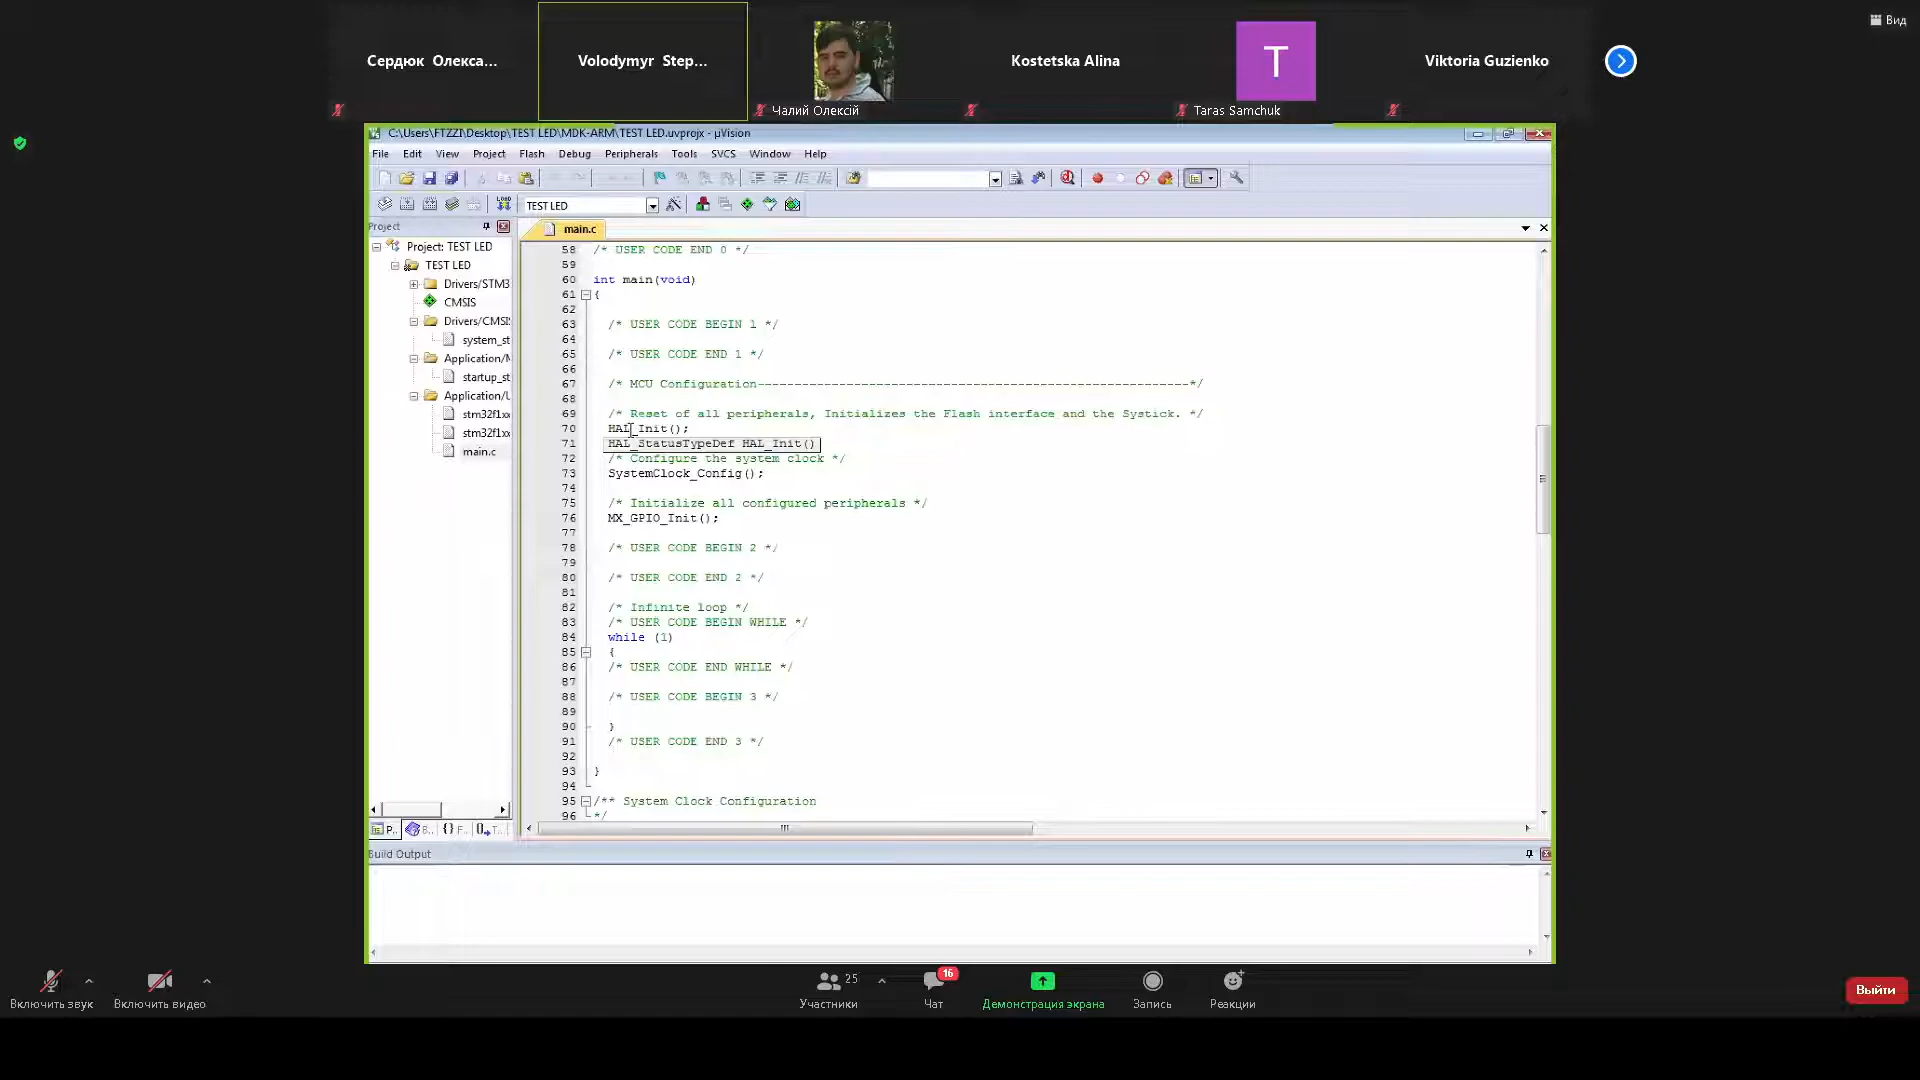 Вид
Сердюк Олекса...
Volodymyr Step...
Чалий Олексій
Kostetska Alina
T
Taras Samchuk
Viktoria Guzienko
C:\Users\FTZZI\Desktop\TEST LED\MDK-ARM\TEST LED.uvprojx - µVision
File Edit View Project Flash Debug Peripherals Tools SVCS Window Help
TEST LED
Project
main.c
Project: TEST LED
TEST LED
Drivers/STM3
CMSIS
Drivers/CMSI
system_st
Application/M
startup_st
Application/U
stm32f1xx
stm32f1xx
main.c
P.. B.. {} F.. T..
58 /* USER CODE END 0 */
59
60 int main(void)
61 {
62
63 /* USER CODE BEGIN 1 */
64
65 /* USER CODE END 1 */
66
67 /* MCU Configuration----------------------------------------------------------*/
68
69 /* Reset of all peripherals, Initializes the Flash interface and the Systick. */
70 HAL_Init();
71 HAL_StatusTypeDef HAL_Init()
72 /* Configure the system clock */
73 SystemClock_Config();
74
75 /* Initialize all configured peripherals */
76 MX_GPIO_Init();
77
78 /* USER CODE BEGIN 2 */
79
80 /* USER CODE END 2 */
81
82 /* Infinite loop */
83 /* USER CODE BEGIN WHILE */
84 while (1)
85 {
86 /* USER CODE END WHILE */
87
88 /* USER CODE BEGIN 3 */
89
90 }
91 /* USER CODE END 3 */
92
93 }
94
95 /** System Clock Configuration
96 */
Build Output
Включить звук
Включить видео
25
Участники
16
Чат
Демонстрация экрана
Запись
Реакции
Выйти